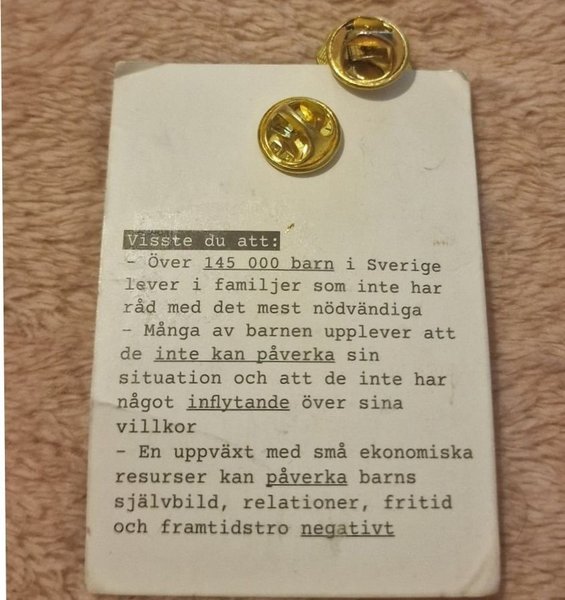 Visste du att:
- Över 145 000 barn i Sverige
lever i familjer som inte har
råd med det mest nödvändiga
- Många av barnen upplever att
de inte kan påverka sin
situation och att de inte har
något inflytande över sina
villkor
- En uppväxt med små ekonomiska
resurser kan påverka barns
självbild, relationer, fritid
och framtidstro negativt